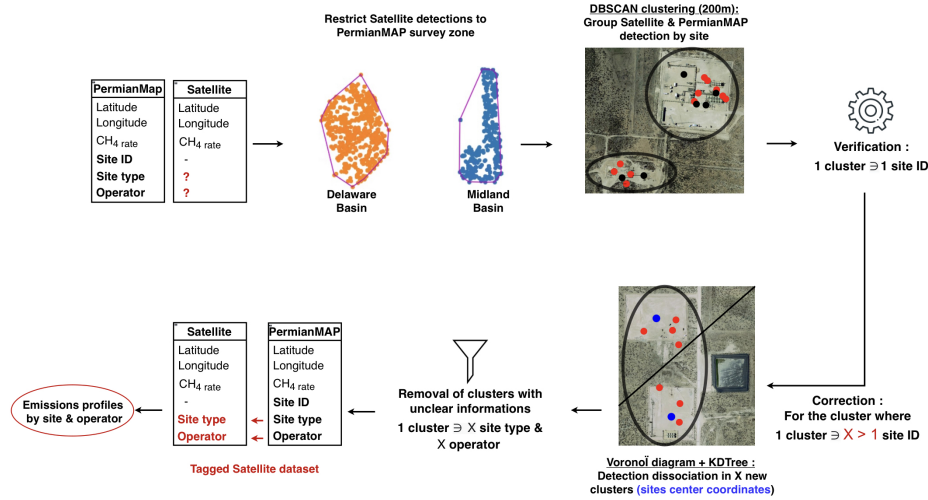 Restrict Satellite detections to
PermianMAP survey zone
DBSCAN clustering (200m):
Group Satellite & PermianMAP
detection by site
PermianMap
Latitude
Longitude
CH4 rate
Site ID
Site type
Operator
Satellite
Latitude
Longitude
CH4 rate
-
?
?
Delaware
Basin
Midland
Basin
Verification :
1 cluster ∋ 1 site ID
Correction :
For the cluster where
1 cluster ∋ X > 1 site ID
Voronoï diagram + KDTree :
Detection dissociation in X new
clusters (sites center coordinates)
Removal of clusters with
unclear informations
1 cluster ∋ X site type &
X operator
Satellite
Latitude
Longitude
CH4 rate
-
Site type
Operator
PermianMAP
Latitude
Longitude
CH4 rate
Site ID
Site type
Operator
Tagged Satellite dataset
Emissions profiles
by site & operator